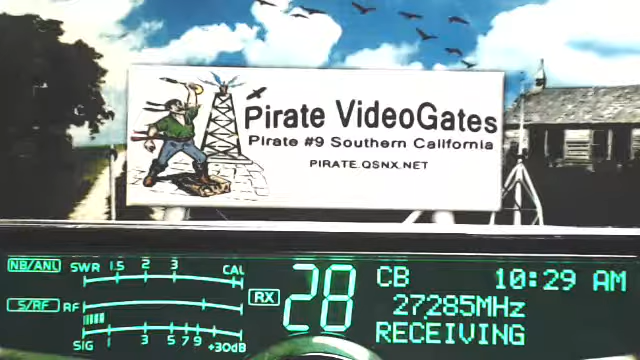 Pirate VideoGates
Pirate #9 Southern California
PIRATE.QSNX.NET
NB/ANL SWR 1.5 2 3 CAL
S/RF RF
SIG 1 3 5 7 9 +30dB
RX 28
CB 10:29 AM
27285MHz
RECEIVING